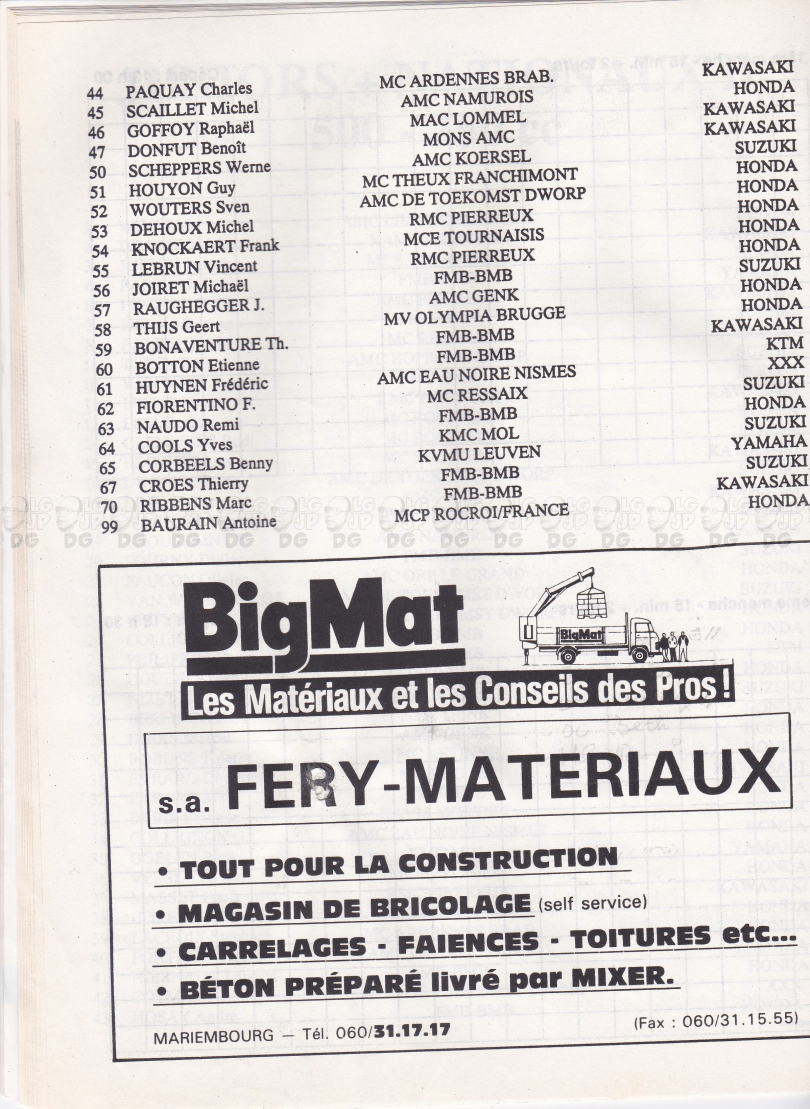 44 PAQUAY Charles MC ARDENNES BRAB. KAWASAKI
45 SCAILLET Michel AMC NAMUROIS HONDA
46 GOFFOY Raphaël MAC LOMMEL KAWASAKI
47 DONFUT Benoît MONS AMC KAWASAKI
50 SCHEPPERS Werne AMC KOERSEL SUZUKI
51 HOUYON Guy MC THEUX FRANCHIMONT HONDA
52 WOUTERS Sven AMC DE TOEKOMST DWORP HONDA
53 DEHOUX Michel RMC PIERREUX HONDA
54 KNOCKAERT Frank MCE TOURNAISIS HONDA
55 LEBRUN Vincent RMC PIERREUX HONDA
56 JOIRET Michaël FMB-BMB SUZUKI
57 RAUGHEGGER J. AMC GENK HONDA
58 THIJS Geert MV OLYMPIA BRUGGE HONDA
59 BONAVENTURE Th. FMB-BMB KAWASAKI
60 BOTTON Etienne FMB-BMB KTM
61 HUYNEN Frédéric AMC EAU NOIRE NISMES XXX
62 FIORENTINO F. MC RESSAIX SUZUKI
63 NAUDO Remi FMB-BMB HONDA
64 COOLS Yves KMC MOL SUZUKI
65 CORBEELS Benny KVMU LEUVEN YAMAHA
67 CROES Thierry FMB-BMB SUZUKI
70 RIBBENS Marc FMB-BMB KAWASAKI
99 BAURAIN Antoine MCP ROCROI/FRANCE HONDA
BigMat
BigMat
Les Matériaux et les Conseils des Pros !
s.a. FERY-MATERIAUX
• TOUT POUR LA CONSTRUCTION
• MAGASIN DE BRICOLAGE (self service)
• CARRELAGES - FAIENCES - TOITURES etc...
• BÉTON PRÉPARÉ livré par MIXER.
MARIEMBOURG — Tél. 060/31.17.17 (Fax : 060/31.15.55)